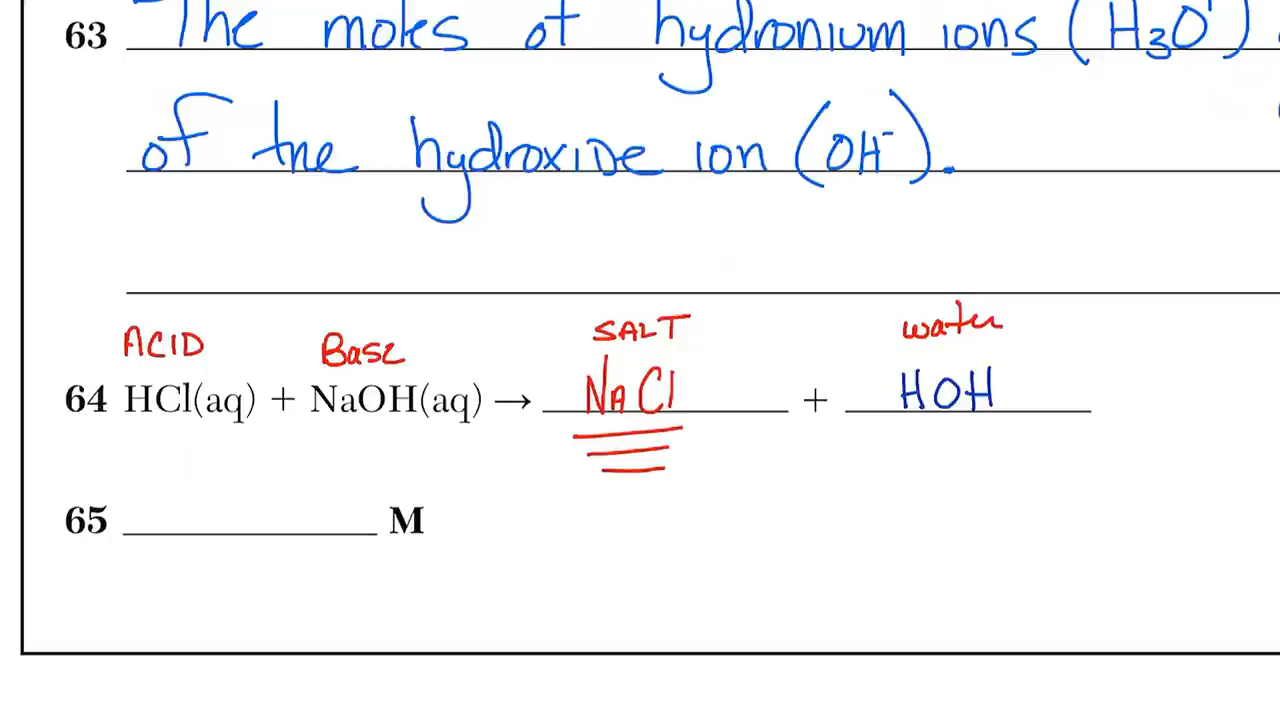 63 The moles of hydronium ions (H3O+)
of the hydroxide ion (OH-).
ACID Base SALT water
64 HCl(aq) + NaOH(aq) → NaCl + HOH
65 M